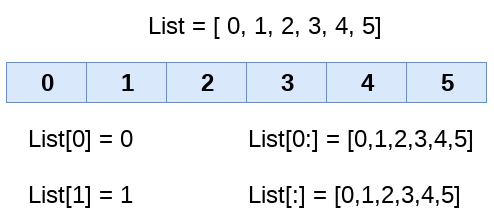 List = [ 0, 1, 2, 3, 4, 5]
0 1 2 3 4 5
List[0] = 0 List[0:] = [0,1,2,3,4,5]
List[1] = 1 List[:] = [0,1,2,3,4,5]